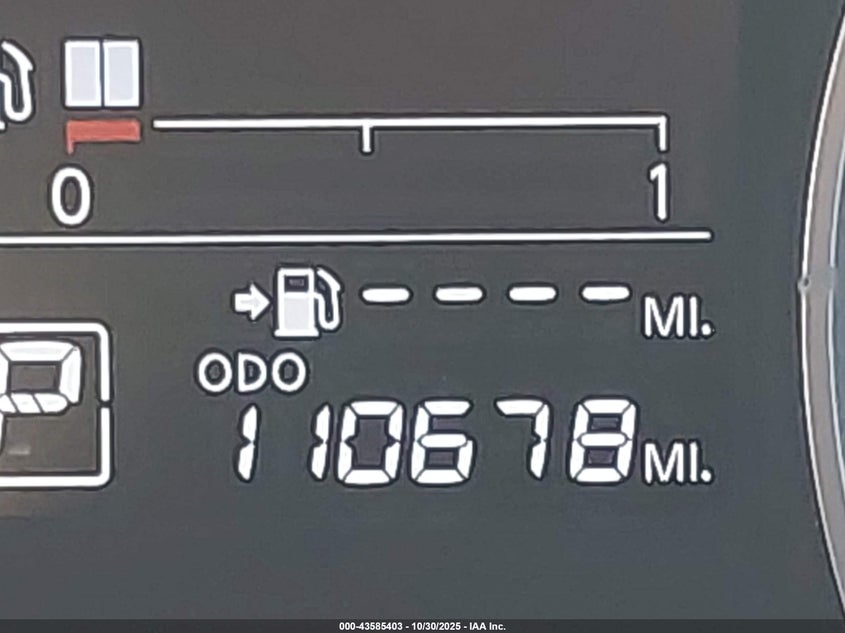 0 1
---- MI.
ODO
P 110678 MI.
000-43585403 - 10/30/2025 - IAA Inc.